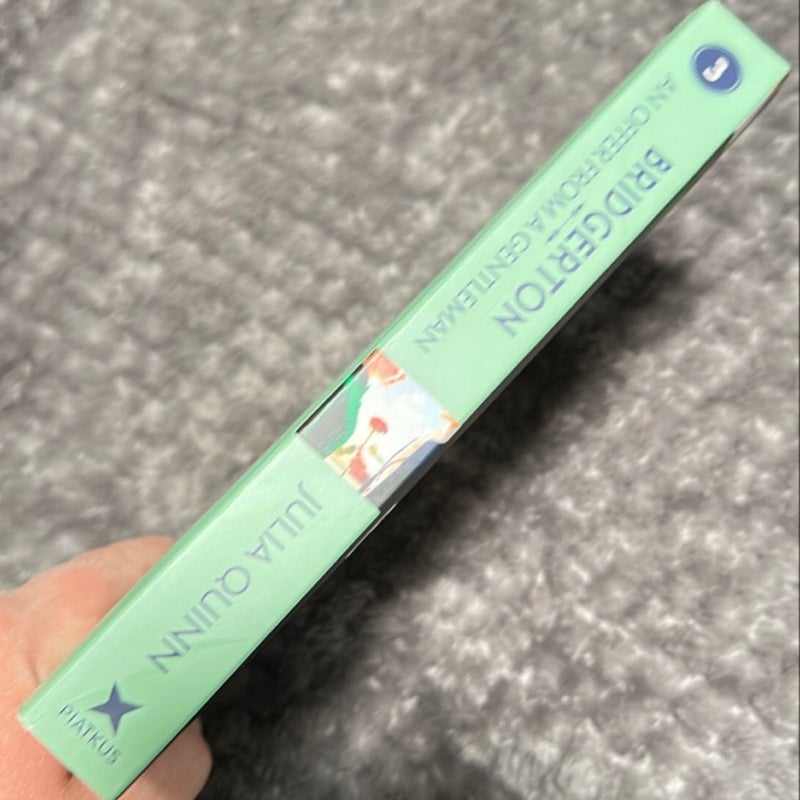 3
BRIDGERTON
AN OFFER FROM A GENTLEMAN
JULIA QUINN
PIATKUS